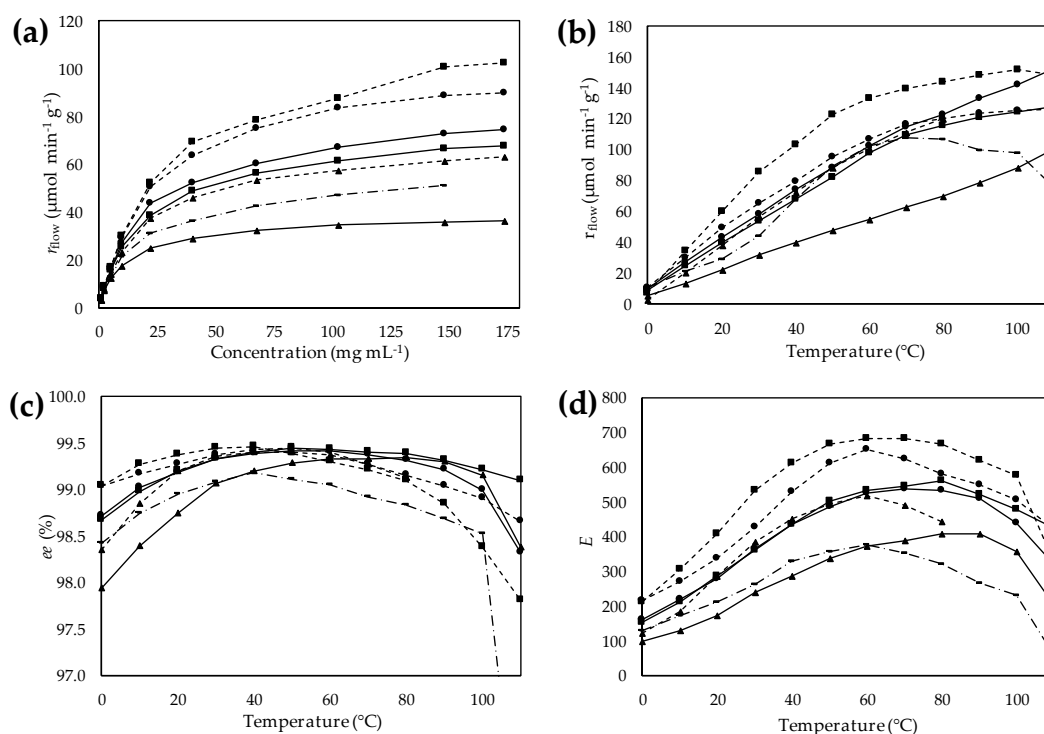 (a)
120
100
80
60
40
20
0
r_flow (µmol min⁻¹ g⁻¹)
0 25 50 75 100 125 150 175
Concentration (mg mL⁻¹)
(b)
180
160
140
120
100
80
60
40
20
0
r_flow (µmol min⁻¹ g⁻¹)
0 20 40 60 80 100
Temperature (°C)
(c)
100.0
99.5
99.0
98.5
98.0
97.5
97.0
ee (%)
0 20 40 60 80 100
Temperature (°C)
(d)
800
700
600
500
400
300
200
100
0
E
0 20 40 60 80 100
Temperature (°C)